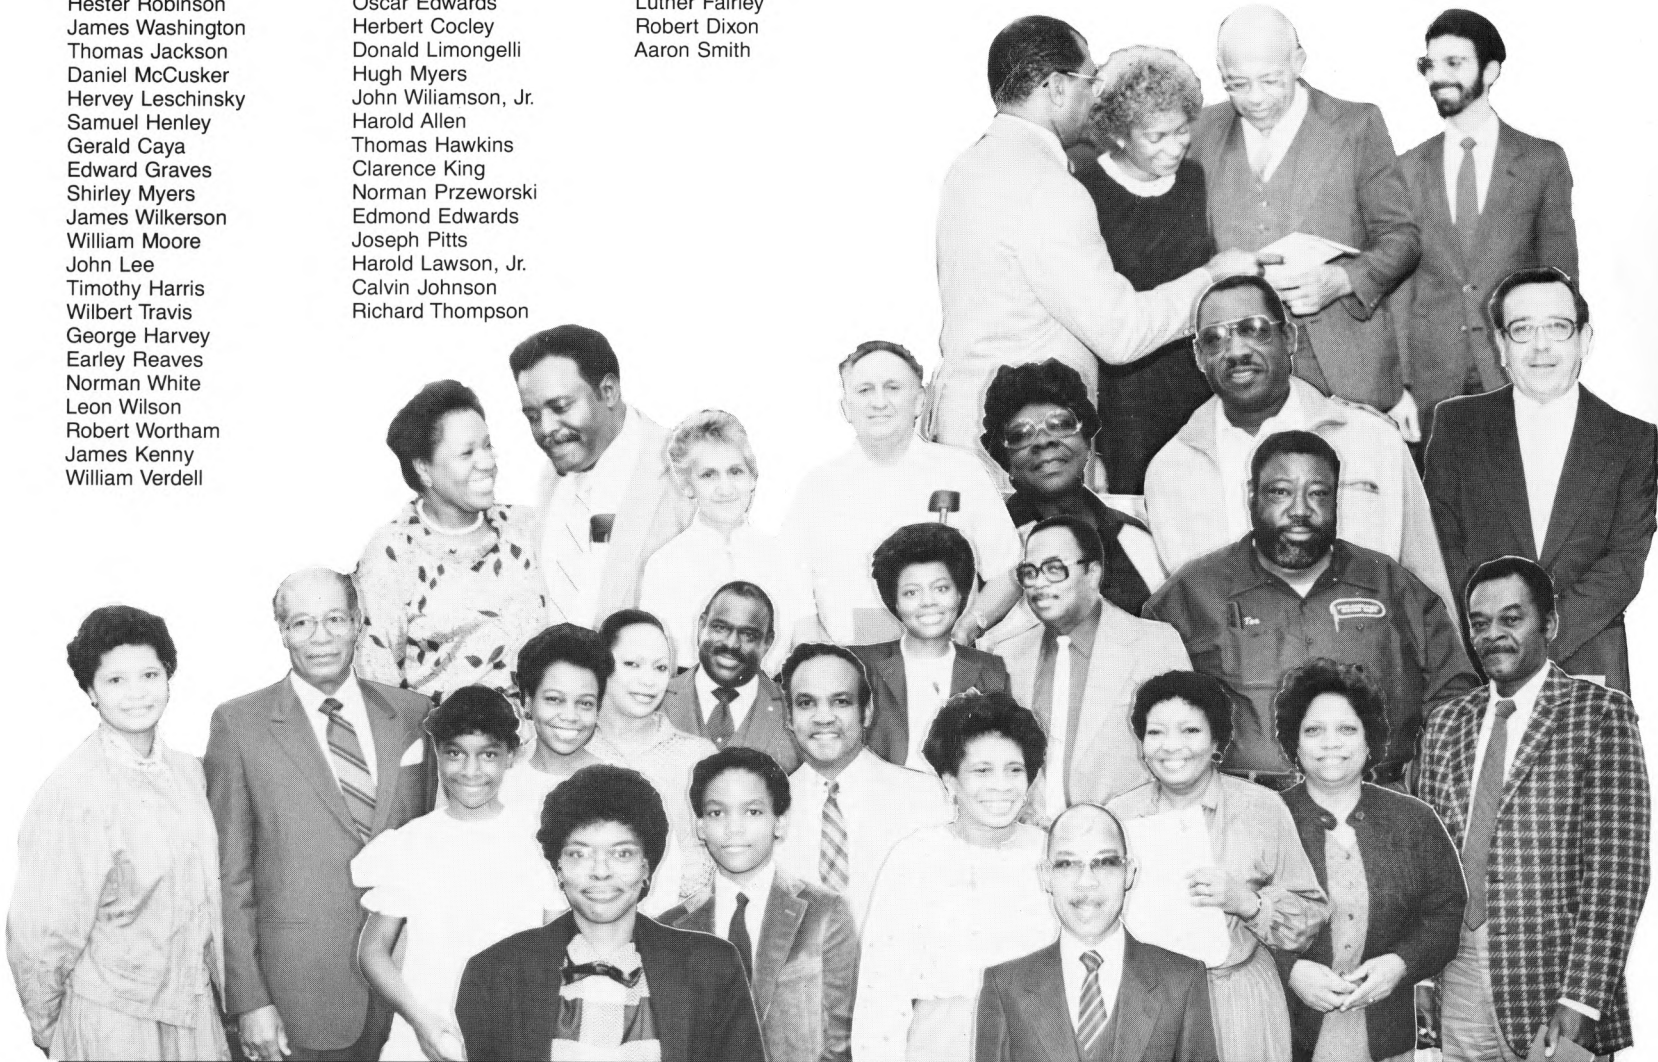 Hester Robinson
James Washington
Thomas Jackson
Daniel McCusker
Hervey Leschinsky
Samuel Henley
Gerald Caya
Edward Graves
Shirley Myers
James Wilkerson
William Moore
John Lee
Timothy Harris
Wilbert Travis
George Harvey
Earley Reaves
Norman White
Leon Wilson
Robert Wortham
James Kenny
William Verdell
Oscar Edwards
Herbert Cocley
Donald Limongelli
Hugh Myers
John Wiliamson, Jr.
Harold Allen
Thomas Hawkins
Clarence King
Norman Przeworski
Edmond Edwards
Joseph Pitts
Harold Lawson, Jr.
Calvin Johnson
Richard Thompson
Luther Fairley
Robert Dixon
Aaron Smith